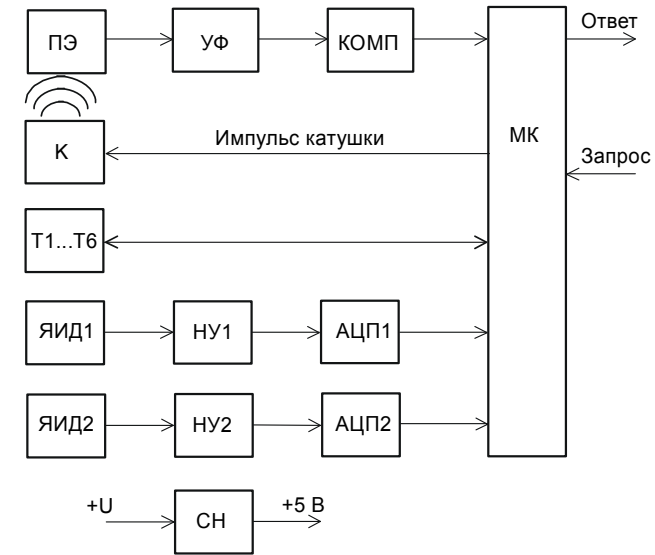 ПЭ
УФ
КОМП
Ответ
K
Импульс катушки
МК
Запрос
Т1...Т6
ЯИД1
НУ1
АЦП1
ЯИД2
НУ2
АЦП2
+U
СН
+5 В